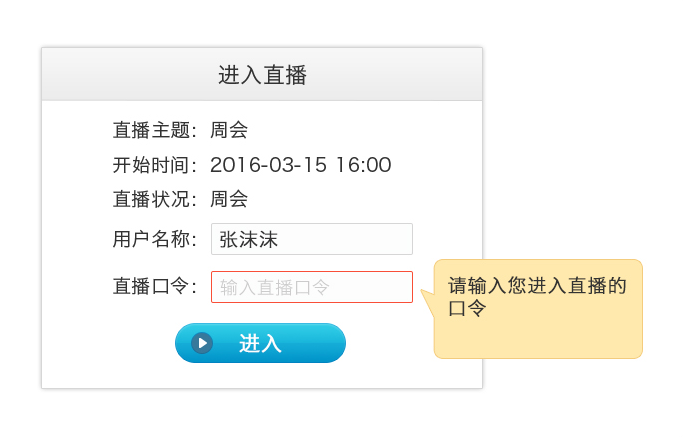 进入直播
直播主题：周会
开始时间：2016-03-15 16:00
直播状况：周会
用户名称：张沫沫
直播口令：输入直播口令
请输入您进入直播的
口令
进入